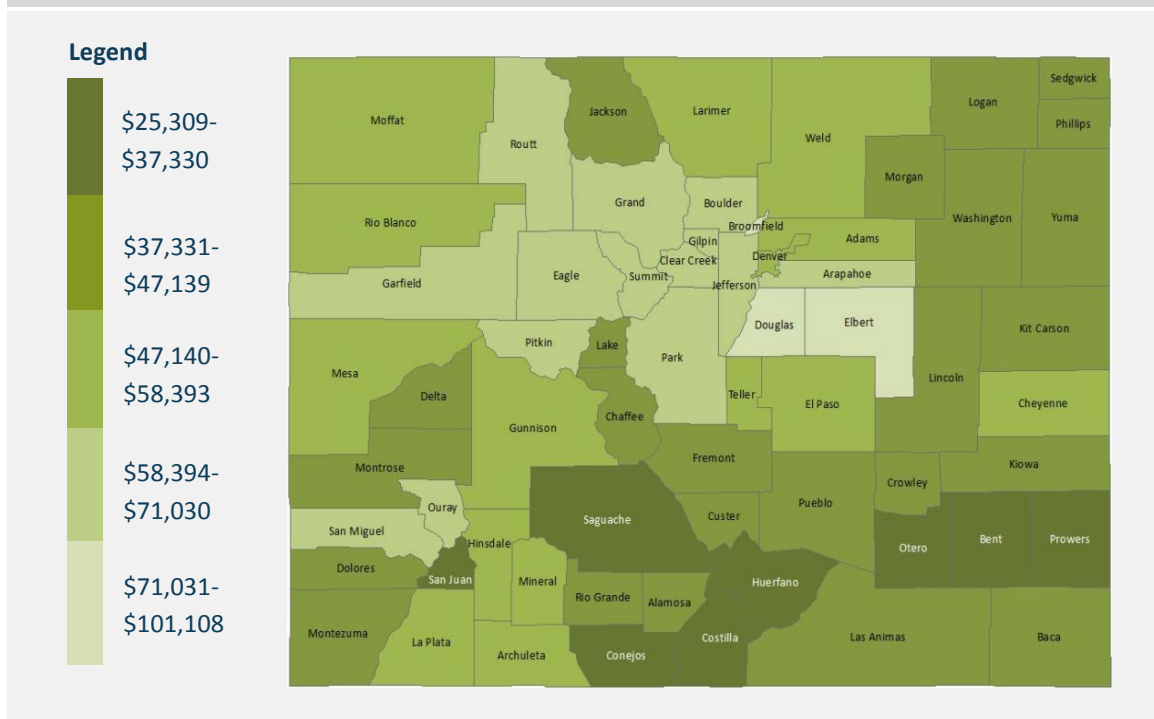 Legend
$25,309-
$37,330
$37,331-
$47,139
$47,140-
$58,393
$58,394-
$71,030
$71,031-
$101,108
Sedgwick
Logan
Jackson
Larimer
Moffat
Phillips
Weld
Routt
Morgan
Grand
Boulder
Washington
Yuma
Rio Blanco
Broomfield
Gilpin
Adams
Denver
Clear Creek
Eagle
Summit
Arapahoe
Garfield
Jefferson
Douglas
Elbert
Kit Carson
Pitkin
Lake
Park
Mesa
Lincoln
Delta
Teller
El Paso
Cheyenne
Chaffee
Gunnison
Fremont
Kiowa
Montrose
Crowley
Pueblo
Ouray
Custer
Saguache
San Miguel
Hinsdale
Otero
Bent
Prowers
Dolores
San Juan
Mineral
Huerfano
Rio Grande
Alamosa
Montezuma
La Plata
Costilla
Las Animas
Baca
Archuleta
Conejos